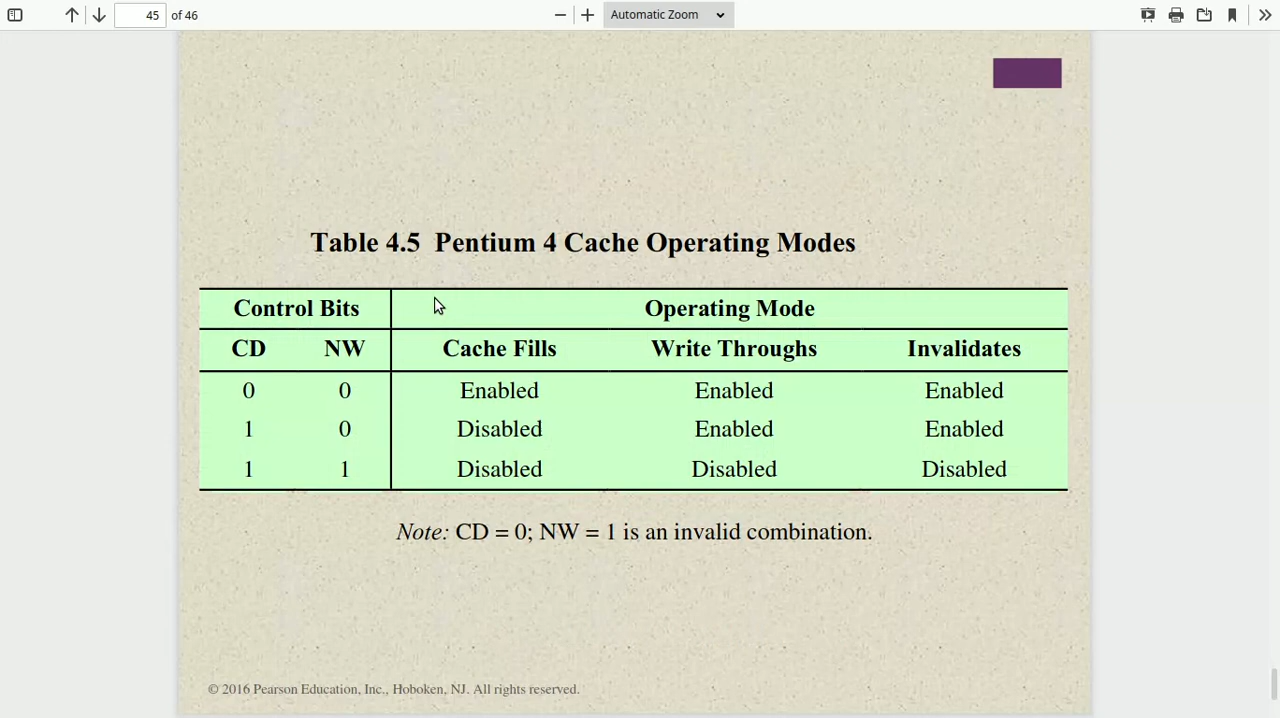 45 of 46 Automatic Zoom
Table 4.5 Pentium 4 Cache Operating Modes
Control Bits Operating Mode
CD NW Cache Fills Write Throughs Invalidates
0 0 Enabled Enabled Enabled
1 0 Disabled Enabled Enabled
1 1 Disabled Disabled Disabled
Note: CD = 0; NW = 1 is an invalid combination.
© 2016 Pearson Education, Inc., Hoboken, NJ. All rights reserved.